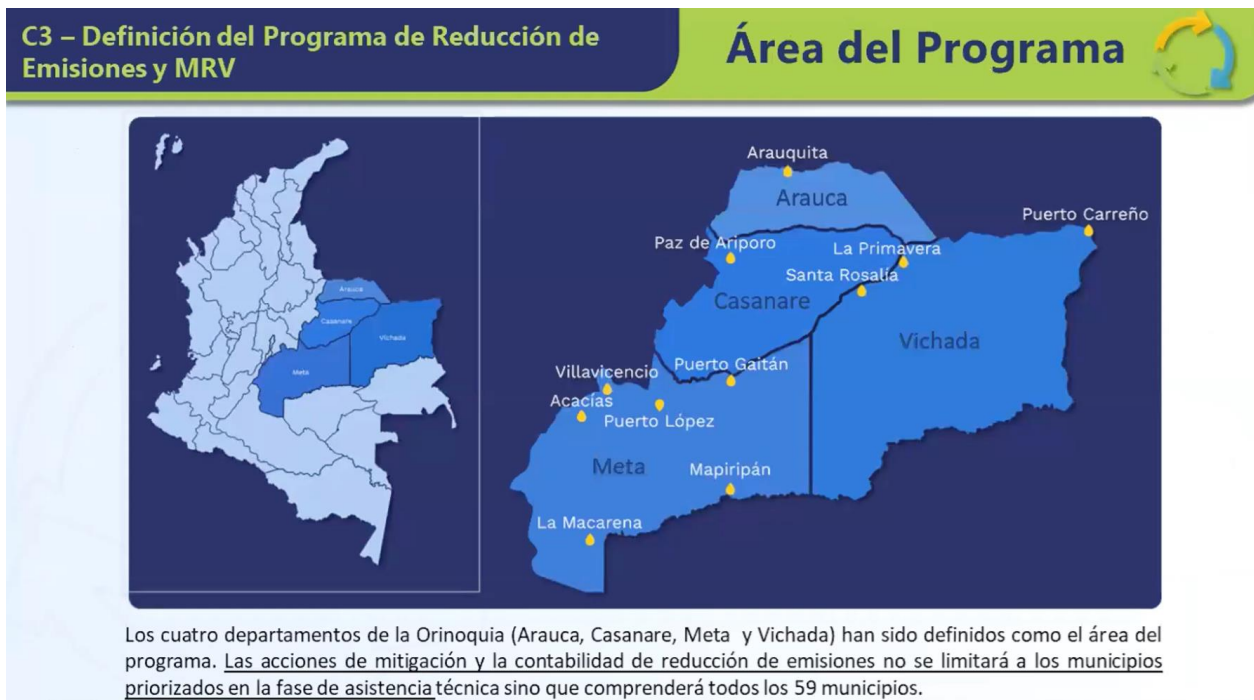 C3 – Definición del Programa de Reducción de
Emisiones y MRV
Área del Programa
Arauca
Casanare
Vichada
Meta
Arauquita
Arauca
Puerto Carreño
Paz de Ariporo
La Primavera
Santa Rosalía
Casanare
Vichada
Puerto Gaitán
Villavicencio
Acacías
Puerto López
Meta
Mapiripán
La Macarena
Los cuatro departamentos de la Orinoquia (Arauca, Casanare, Meta y Vichada) han sido definidos como el área del
programa. Las acciones de mitigación y la contabilidad de reducción de emisiones no se limitará a los municipios
priorizados en la fase de asistencia técnica sino que comprenderá todos los 59 municipios.